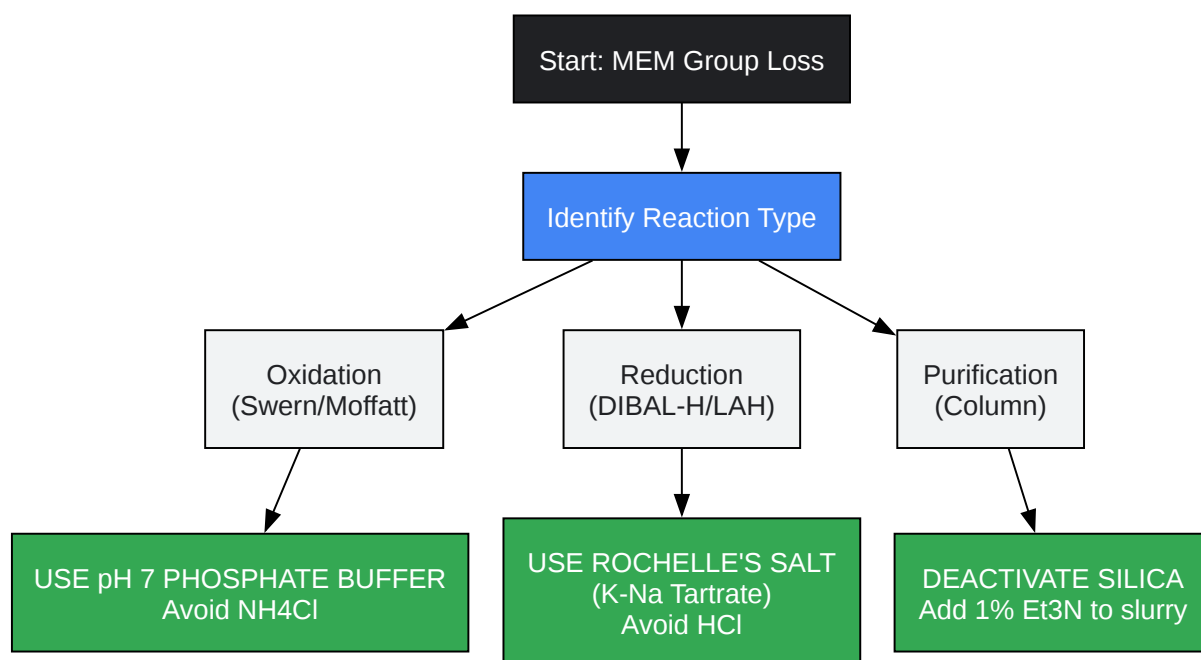 Start: MEM Group Loss
Identify Reaction Type
Oxidation
(Swern/Moffatt)
Reduction
(DIBAL-H/LAH)
Purification
(Column)
USE pH 7 PHOSPHATE BUFFER
Avoid NH4Cl
USE ROCHELLE'S SALT
(K-Na Tartrate)
Avoid HCl
DEACTIVATE SILICA
Add 1% Et3N to slurry